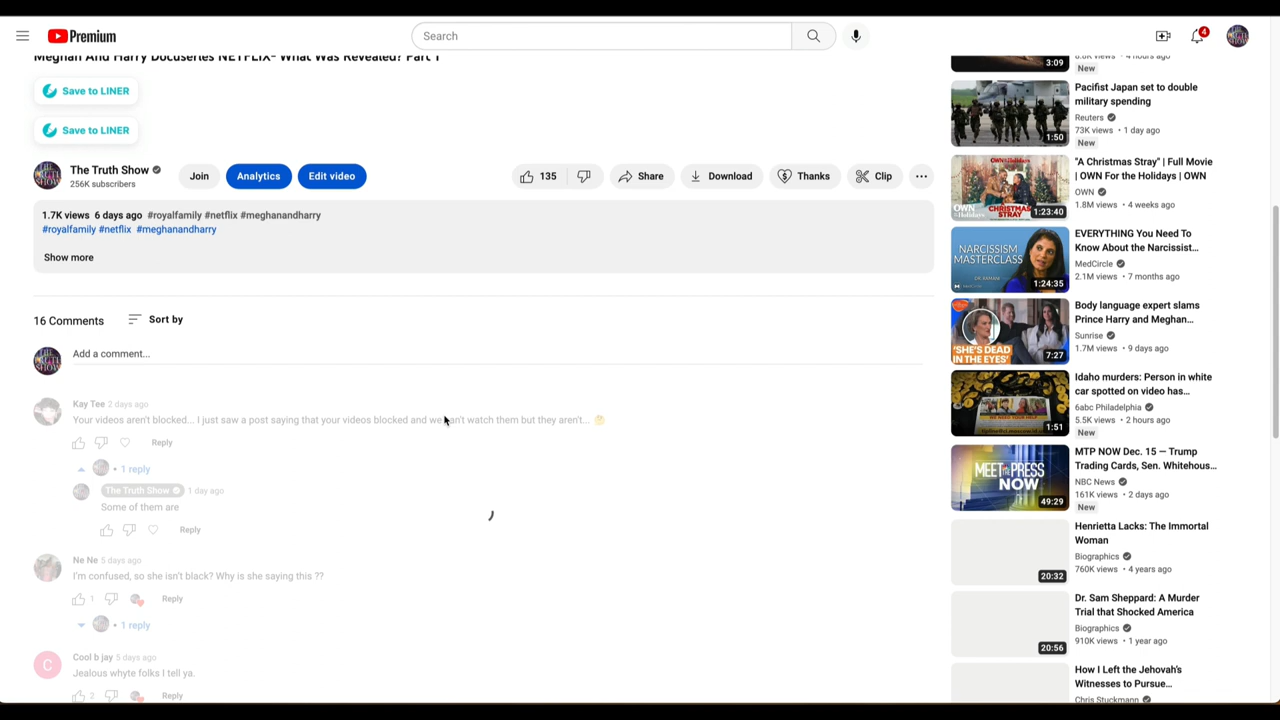 Premium
Search
4
Meghan And Harry Docuseries NETFLIX- What Was Revealed? Part 1
Save to LINER
Save to LINER
The Truth Show
256K subscribers
Join
Analytics
Edit video
135
Share
Download
Thanks
Clip
1.7K views 6 days ago #royalfamily #netflix #meghanandharry
#royalfamily #netflix #meghanandharry
Show more
16 Comments
Sort by
Add a comment...
Kay Tee 2 days ago
Your videos aren't blocked... I just saw a post saying that your videos blocked and we can't watch them but they aren't...
Reply
• 1 reply
The Truth Show 1 day ago
Some of them are
Reply
Ne Ne 5 days ago
I'm confused, so she isn't black? Why is she saying this ??
1
Reply
• 1 reply
C
Cool b jay 5 days ago
Jealous whyte folks I tell ya.
2
Reply
3:09
New
Pacifist Japan set to double
military spending
Reuters
73K views • 1 day ago
New
1:50
"A Christmas Stray" | Full Movie
| OWN For the Holidays | OWN
OWN
1.8M views • 4 weeks ago
CHRISTMAS
STRAY
1:23:40
EVERYTHING You Need To
Know About the Narcissist...
MedCircle
2.1M views • 7 months ago
NARCISSISM
MASTERCLASS
1:24:35
Body language expert slams
Prince Harry and Meghan...
Sunrise
1.7M views • 9 days ago
'SHE'S DEAD
IN THE EYES'
7:27
Idaho murders: Person in white
car spotted on video has...
6abc Philadelphia
5.5K views • 2 hours ago
New
1:51
MTP NOW Dec. 15 — Trump
Trading Cards, Sen. Whitehous...
NBC News
161K views • 2 days ago
New
MEET THE PRESS
NOW
49:29
Henrietta Lacks: The Immortal
Woman
Biographics
760K views • 4 years ago
20:32
Dr. Sam Sheppard: A Murder
Trial that Shocked America
Biographics
910K views • 1 year ago
20:56
How I Left the Jehovah's
Witnesses to Pursue...
Chris Stuckmann